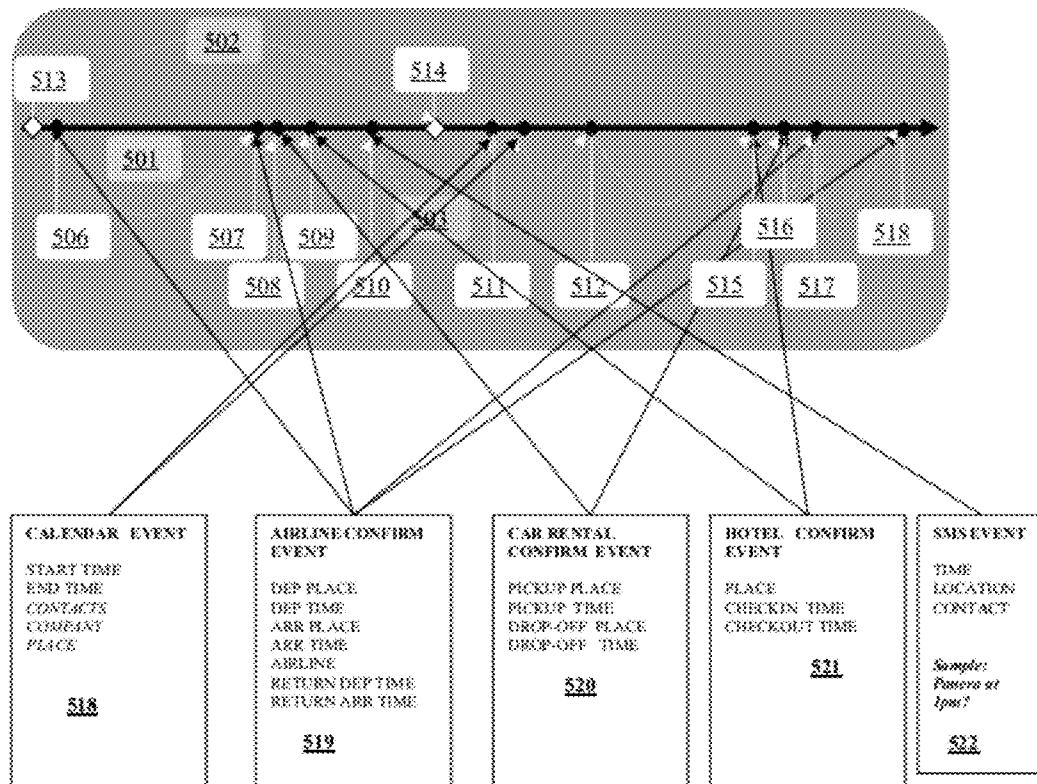 502
513
514
501
503
506
507
509
516
518
508
510
511
512
515
517
CALENDAR EVENT
START TIME
END TIME
CONTACTS
COMPANY
PLACE
518
AIRLINE CONFIRM
EVENT
DEP PLACE
DEP TIME
ARR PLACE
ARR TIME
AIRLINE
RETURN DEP TIME
RETURN ARR TIME
519
CAR RENTAL
CONFIRM EVENT
PICKUP PLACE
PICKUP TIME
DROP-OFF PLACE
DROP-OFF TIME
520
HOTEL CONFIRM
EVENT
PLACE
CHECKIN TIME
CHECKOUT TIME
521
SMS EVENT
TIME
LOCATION
CONTACT
Sample:
Panera at
1pm?
522